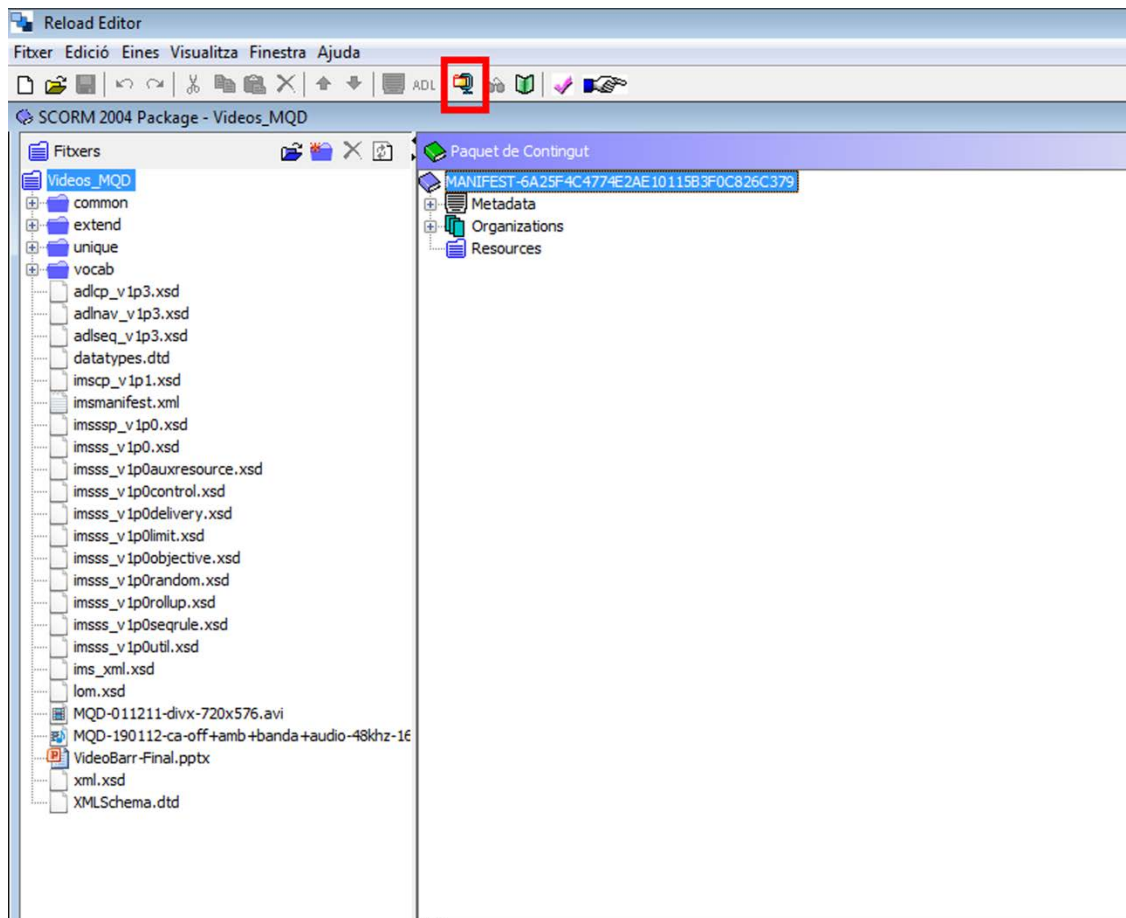 Reload Editor
Fitxer Edició Eines Visualitza Finestra Ajuda
ADL
SCORM 2004 Package - Videos_MQD
Fitxers
Videos_MQD
common
extend
unique
vocab
adlcp_v1p3.xsd
adlnav_v1p3.xsd
adlseq_v1p3.xsd
datatypes.dtd
imscp_v1p1.xsd
imsmanifest.xml
imsssp_v1p0.xsd
imsss_v1p0.xsd
imsss_v1p0auxresource.xsd
imsss_v1p0control.xsd
imsss_v1p0delivery.xsd
imsss_v1p0limit.xsd
imsss_v1p0objective.xsd
imsss_v1p0random.xsd
imsss_v1p0rollup.xsd
imsss_v1p0seqrule.xsd
imsss_v1p0util.xsd
ims_xml.xsd
lom.xsd
MQD-011211-divx-720x576.avi
MQD-190112-ca-off+amb+banda+audio-48khz-16
VideoBarr-Final.pptx
xml.xsd
XMLSchema.dtd
Paquet de Contingut
MANIFEST-6A25F4C4774E2AE10115B3F0C826C379
Metadata
Organizations
Resources